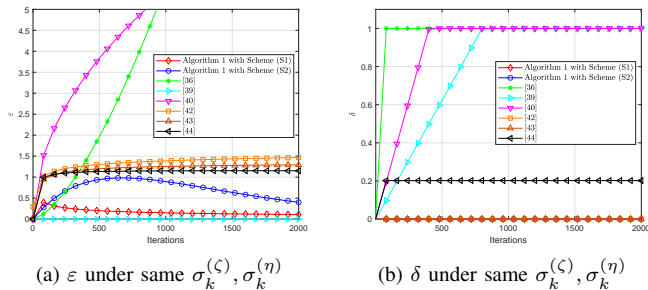 5
4.5
4
3.5
3
2.5
2
1.5
1
0.5
0
ε
0 500 1000 1500 2000
Iterations
Algorithm 1 with Scheme (S1)
Algorithm 1 with Scheme (S2)
[36]
[39]
[40]
[42]
[43]
[44]
(a) ε under same σ_k^{(ζ)}, σ_k^{(η)}
1
0.8
0.6
0.4
0.2
0
δ
0 500 1000 1500 2000
Iterations
Algorithm 1 with Scheme (S1)
Algorithm 1 with Scheme (S2)
[36]
[39]
[40]
[42]
[43]
[44]
(b) δ under same σ_k^{(ζ)}, σ_k^{(η)}